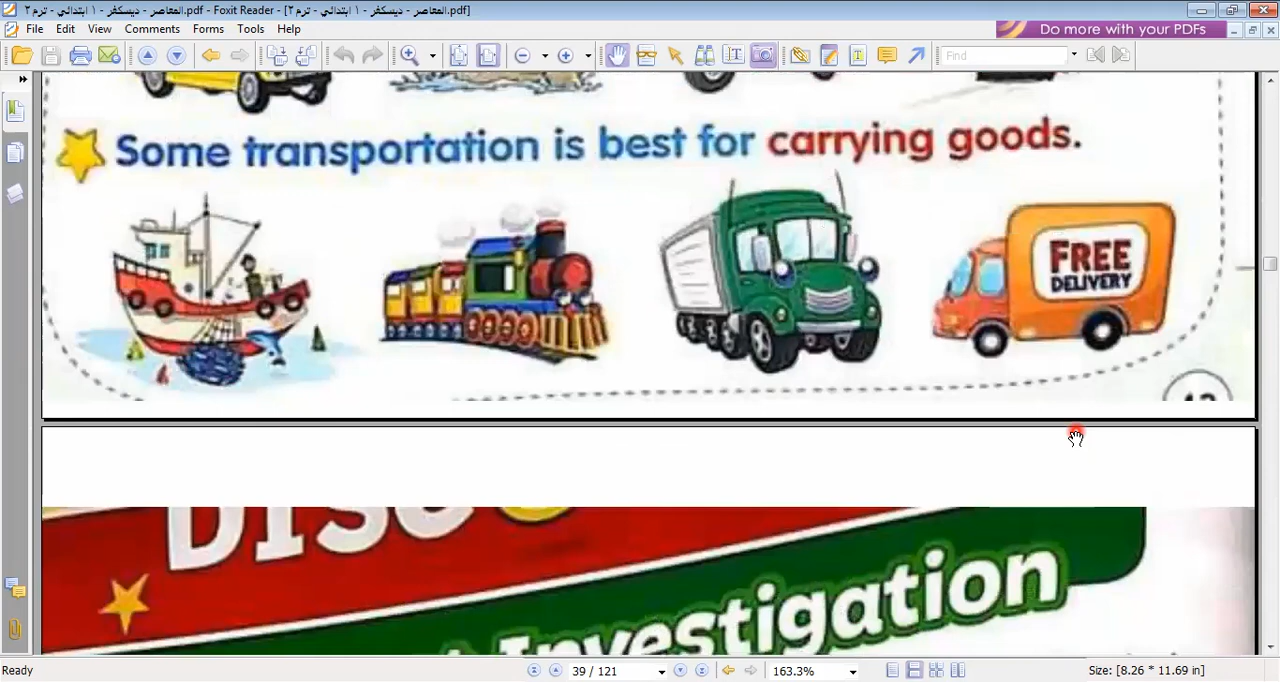 المعاصر - ديسكفر - ١ ابتدائي - ترم ٢.pdf - Foxit Reader - [المعاصر - ديسكفر - ١ ابتدائي - ترم ٢.pdf]
File Edit View Comments Forms Tools Help
Do more with your PDFs
Find
Some transportation is best for carrying goods.
FREE
DELIVERY
Investigation
Ready
39 / 121
163.3%
Size: [8.26 * 11.69 in]